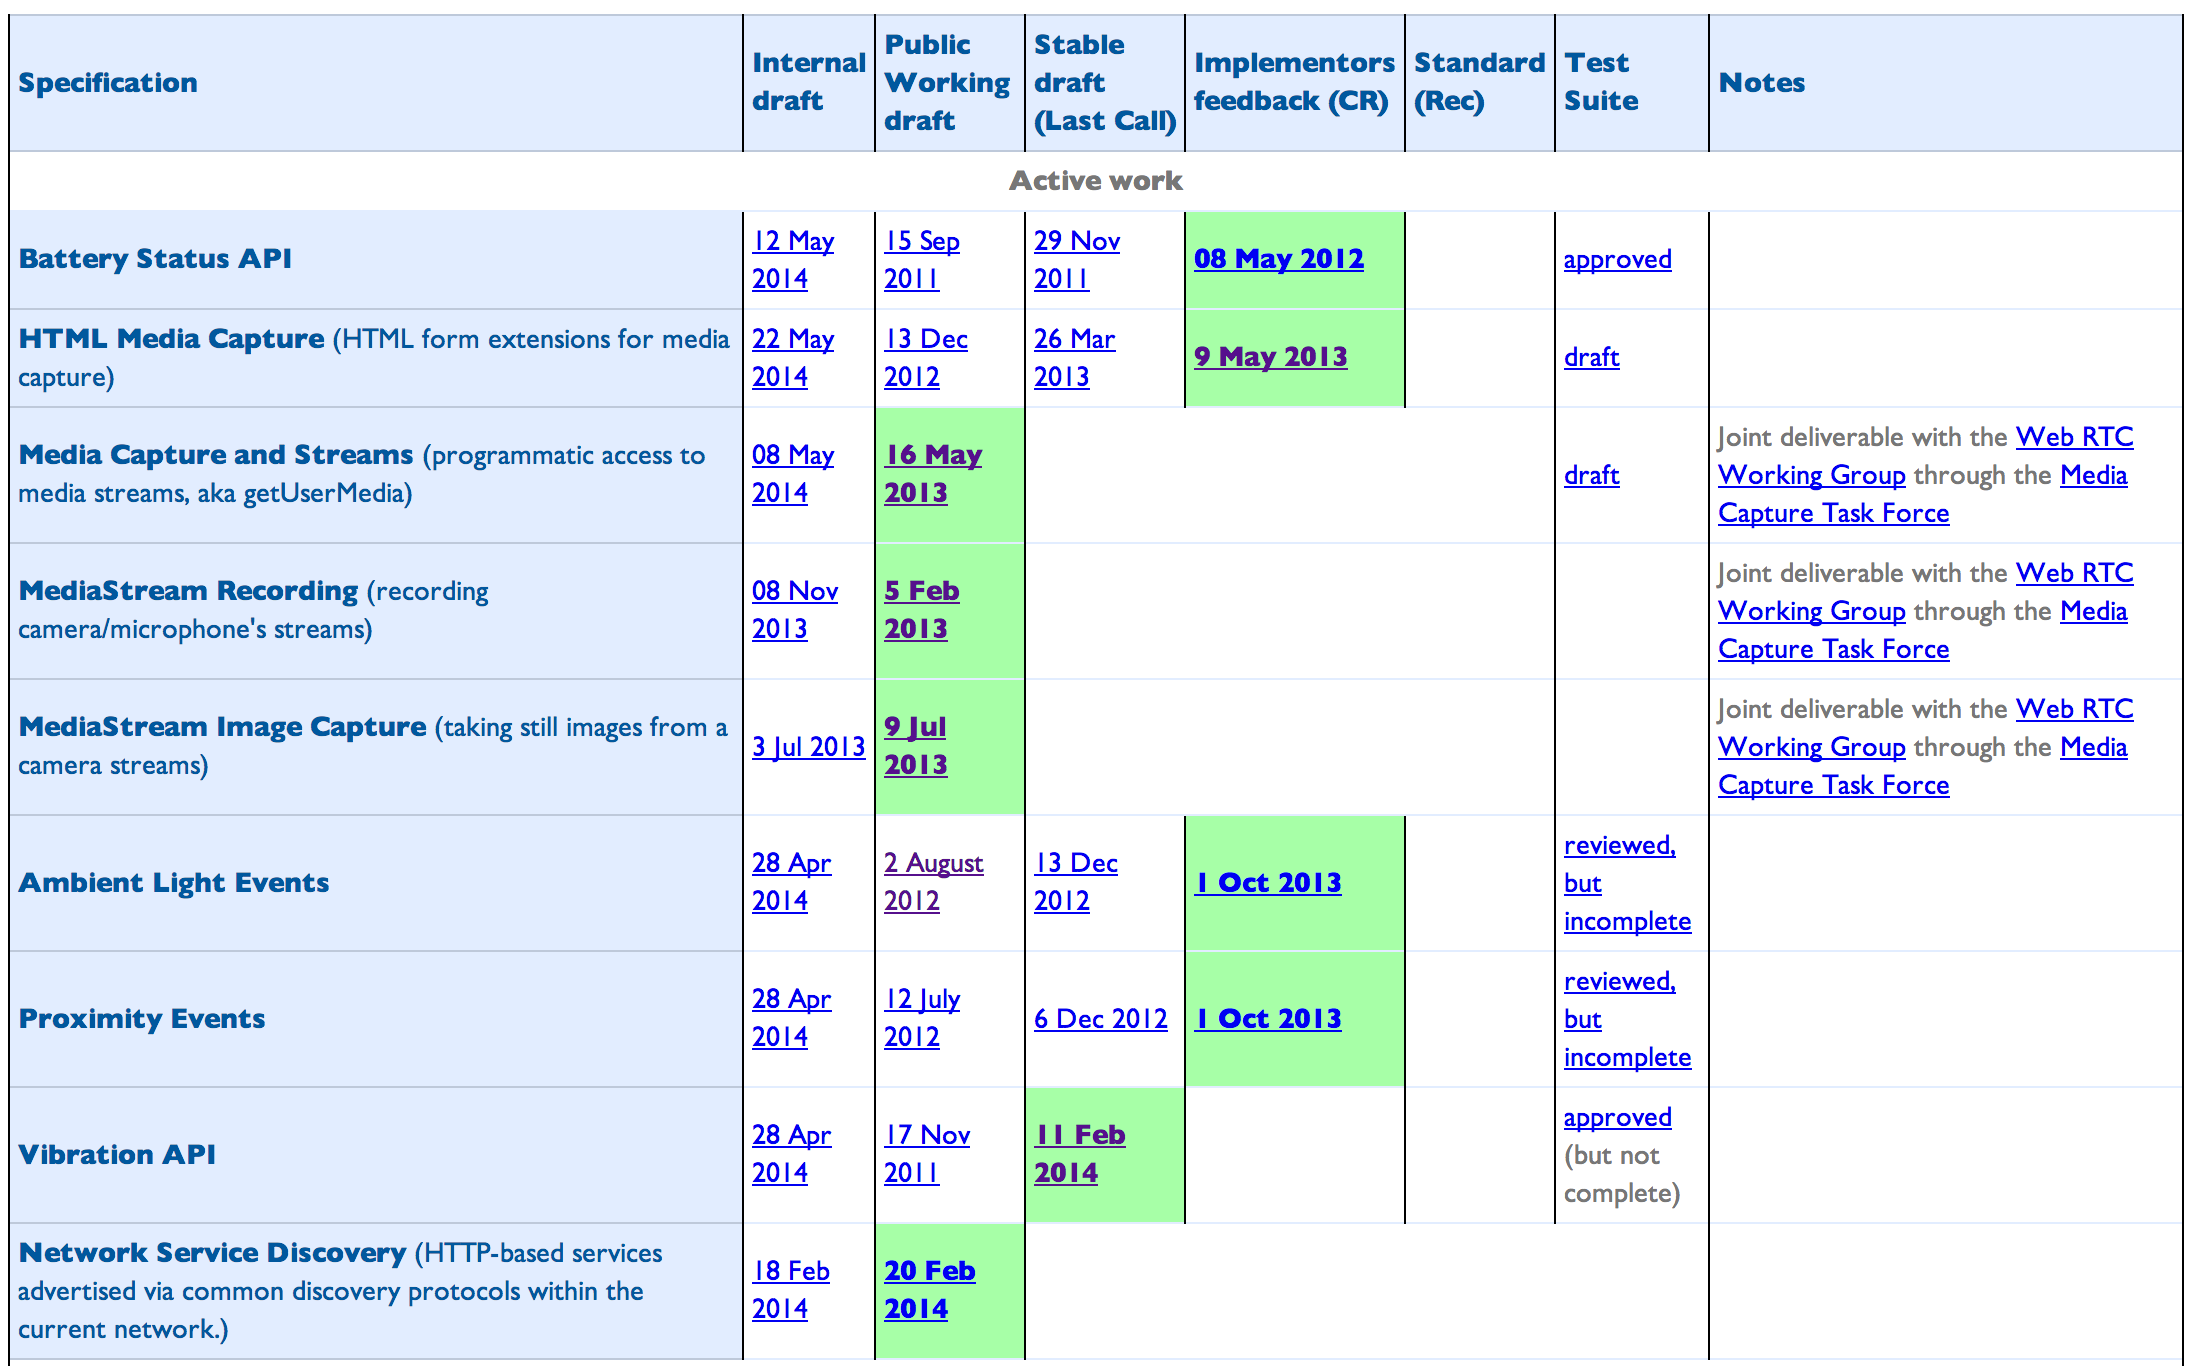 Specification
Internal
draft
Public
Working
draft
Stable
draft
(Last Call)
Implementors
feedback (CR)
Standard
(Rec)
Test
Suite
Notes
Active work
Battery Status API
12 May
2014
15 Sep
2011
29 Nov
2011
08 May 2012
approved
HTML Media Capture (HTML form extensions for media
capture)
22 May
2014
13 Dec
2012
26 Mar
2013
9 May 2013
draft
Media Capture and Streams (programmatic access to
media streams, aka getUserMedia)
08 May
2014
16 May
2013
draft
Joint deliverable with the Web RTC
Working Group through the Media
Capture Task Force
MediaStream Recording (recording
camera/microphone's streams)
08 Nov
2013
5 Feb
2013
Joint deliverable with the Web RTC
Working Group through the Media
Capture Task Force
MediaStream Image Capture (taking still images from a
camera streams)
3 Jul 2013
9 Jul
2013
Joint deliverable with the Web RTC
Working Group through the Media
Capture Task Force
Ambient Light Events
28 Apr
2014
2 August
2012
13 Dec
2012
1 Oct 2013
reviewed,
but
incomplete
Proximity Events
28 Apr
2014
12 July
2012
6 Dec 2012
1 Oct 2013
reviewed,
but
incomplete
Vibration API
28 Apr
2014
17 Nov
2011
11 Feb
2014
approved
(but not
complete)
Network Service Discovery (HTTP-based services
advertised via common discovery protocols within the
current network.)
18 Feb
2014
20 Feb
2014